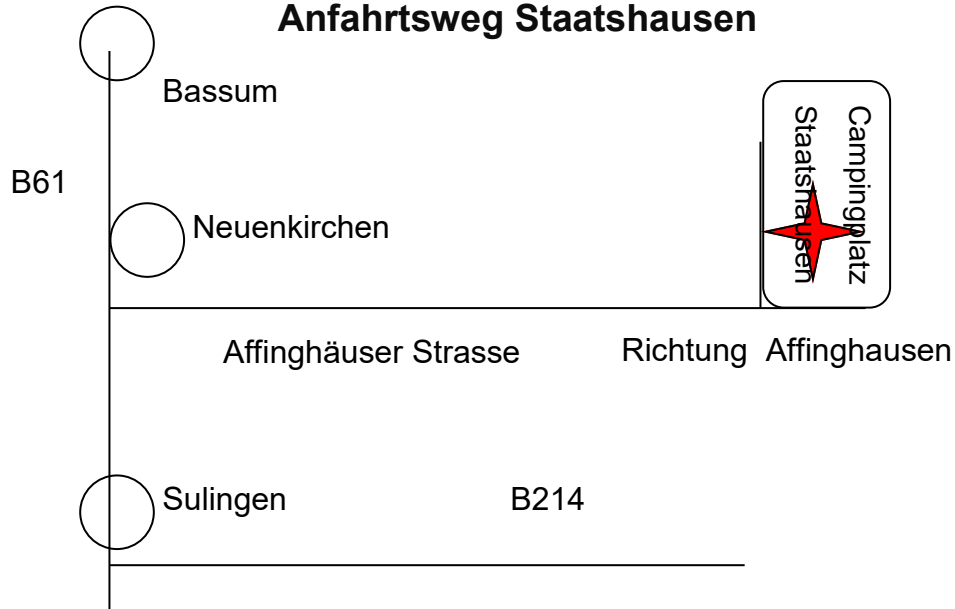 Anfahrtsweg Staatshausen
Bassum
Campingplatz
Staatshausen
B61
Neuenkirchen
Affinghäuser Strasse
Richtung Affinghausen
Sulingen
B214